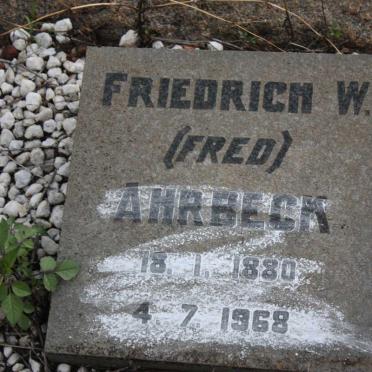 FRIEDRICH W.
(FRED)
AHRBECK
18. 1. 1880
4. 7. 1968